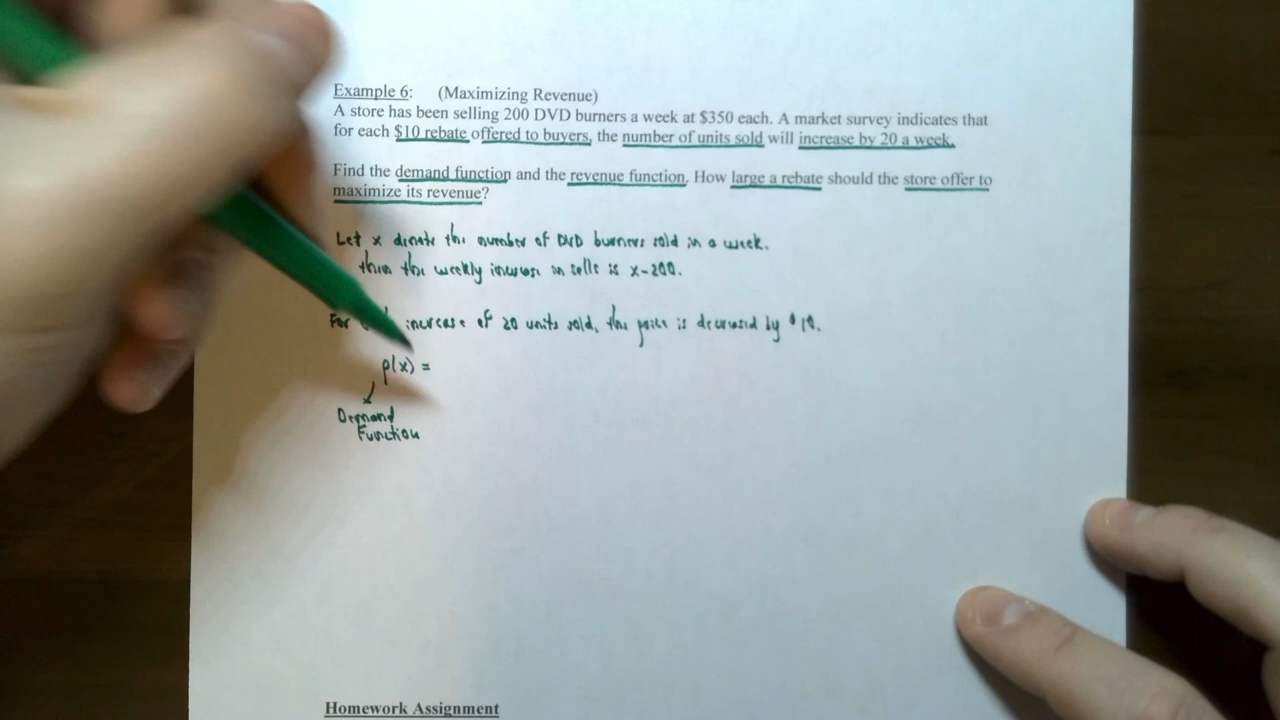 Example 6: (Maximizing Revenue)
A store has been selling 200 DVD burners a week at $350 each. A market survey indicates that
for each $10 rebate offered to buyers, the number of units sold will increase by 20 a week.
Find the demand function and the revenue function. How large a rebate should the store offer to
maximize its revenue?
Let x denote the number of DVD burners sold in a week.
then the weekly increase in sells is x-200.
For increase of 20 units sold, the price is decreased by $10.
p(x) =
Demand
Function
Homework Assignment